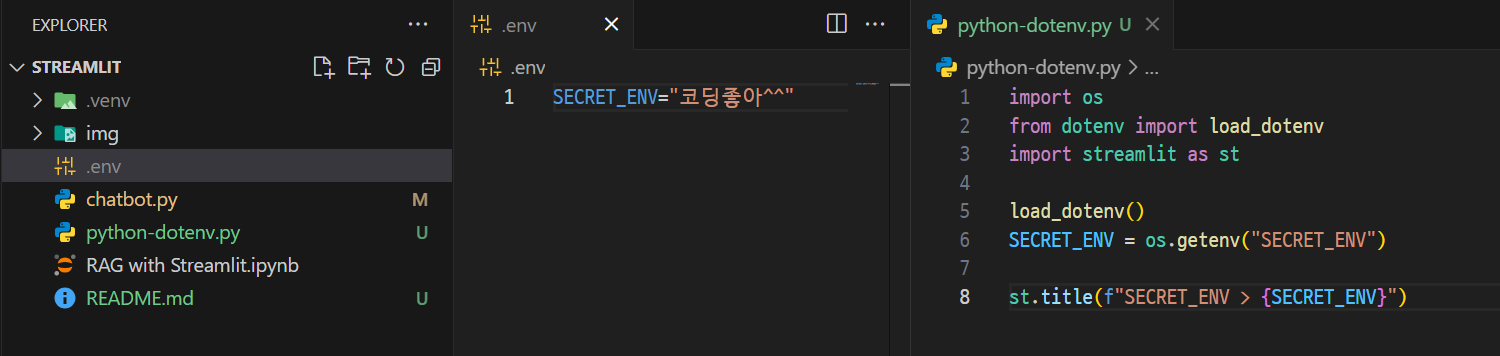 EXPLORER
STREAMLIT
.venv
img
.env
chatbot.py M
python-dotenv.py U
RAG with Streamlit.ipynb
README.md U
.env
.env
1 SECRET_ENV="코딩좋아^^"
python-dotenv.py U
python-dotenv.py > ...
1 import os
2 from dotenv import load_dotenv
3 import streamlit as st
4
5 load_dotenv()
6 SECRET_ENV = os.getenv("SECRET_ENV")
7
8 st.title(f"SECRET_ENV > {SECRET_ENV}")